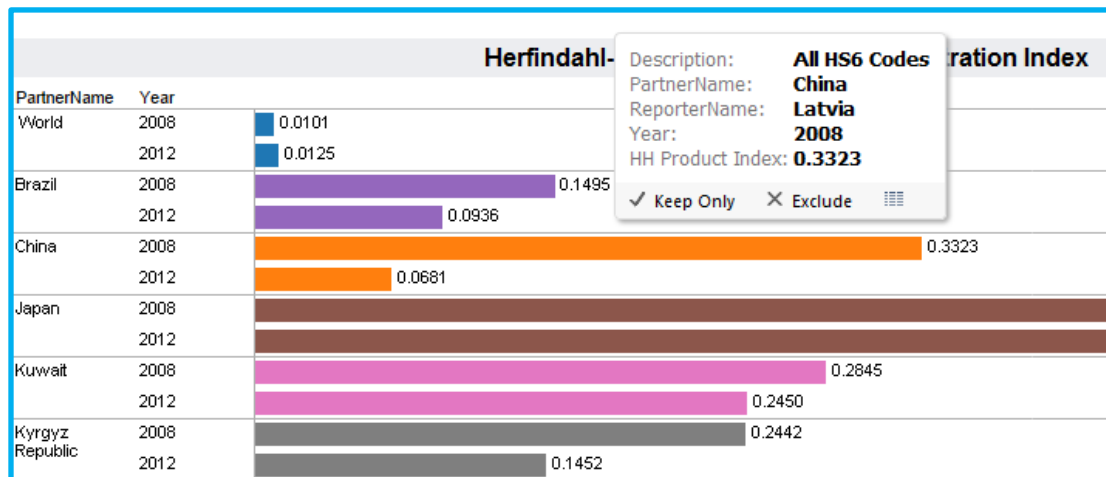 Herfindahl- tration Index
Description: All HS6 Codes
PartnerName: China
ReporterName: Latvia
Year: 2008
HH Product Index: 0.3323
Keep Only Exclude
PartnerName Year
World 2008 0.0101
2012 0.0125
Brazil 2008 0.1495
2012 0.0936
China 2008 0.3323
2012 0.0681
Japan 2008
2012
Kuwait 2008 0.2845
2012 0.2450
Kyrgyz 2008 0.2442
Republic
2012 0.1452